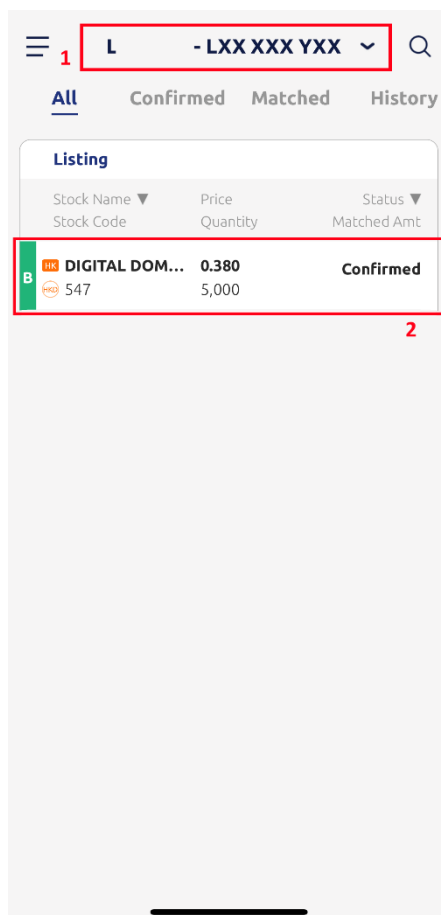 1
L - LXX XXX YXX
All Confirmed Matched History
Listing
Stock Name ▼ Price Status ▼
Stock Code Quantity Matched Amt
B
HK DIGITAL DOM... 0.380 Confirmed
HKD 547 5,000
2